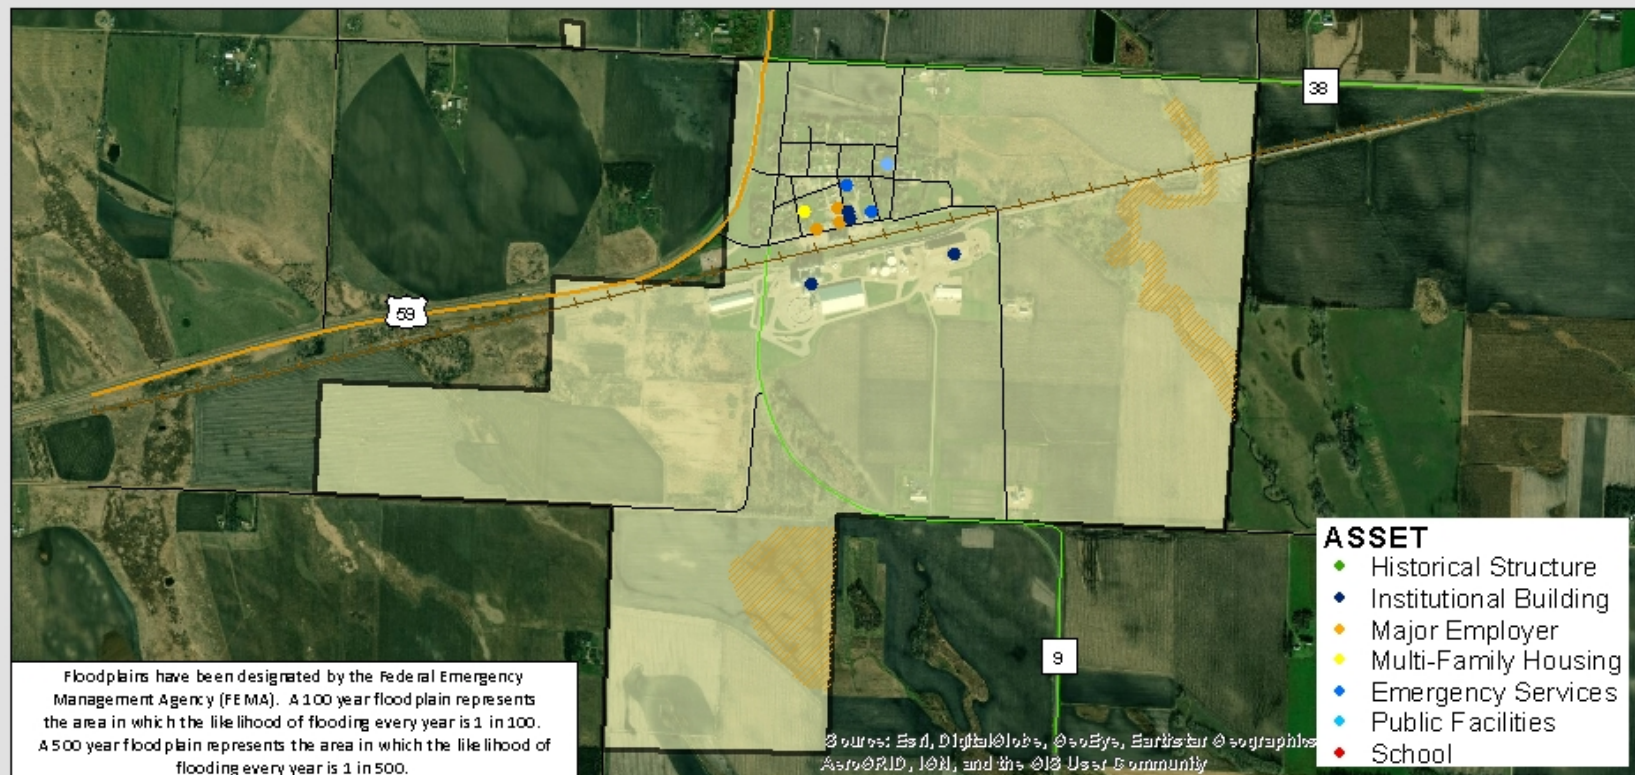 38
59
ASSET
Historical Structure
Institutional Building
Major Employer
Multi-Family Housing
Emergency Services
Public Facilities
School
9
Floodplains have been designated by the Federal Emergency
Management Agency (FEMA). A 100 year floodplain represents
the area in which the likelihood of flooding every year is 1 in 100.
A 500 year floodplain represents the area in which the likelihood of
flooding every year is 1 in 500.
Source: Esri, DigitalGlobe, GeoEye, Earthstar Geographics
AeroGRID, IGN, and the GIS User Community